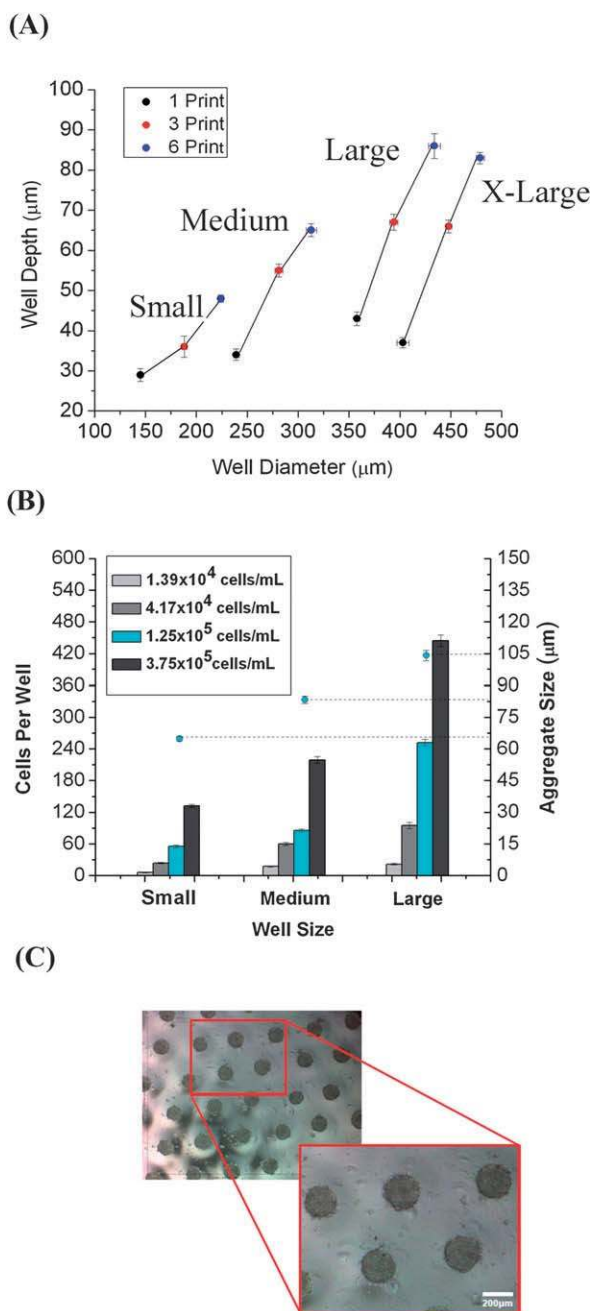 (A)
100
90
80
70
60
50
40
30
20
Well Depth (μm)
1 Print
3 Print
6 Print
Small
Medium
Large
X-Large
100 150 200 250 300 350 400 450 500
Well Diameter (μm)
(B)
600
540
480
420
360
300
240
180
120
60
0
Cells Per Well
1.39x10⁴ cells/mL
4.17x10⁴ cells/mL
1.25x10⁵ cells/mL
3.75x10⁵cells/mL
150
135
120
105
90
75
60
45
30
15
0
Aggregate Size (μm)
Small Medium Large
Well Size
(C)
200μm